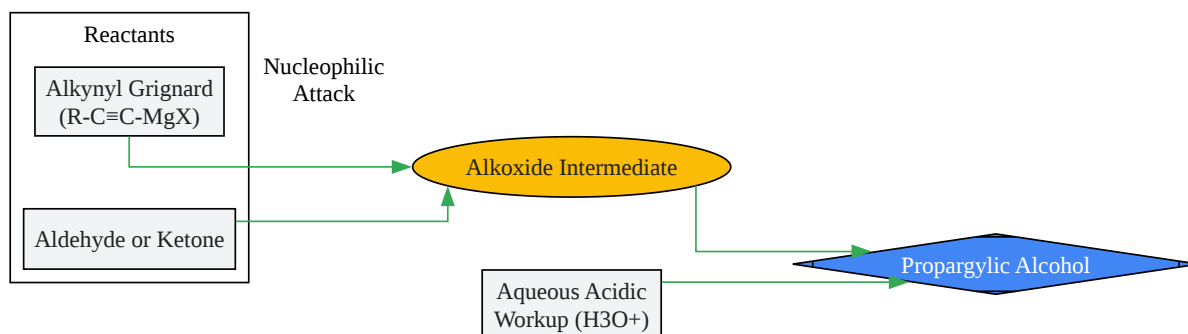 Reactants
Alkynyl Grignard
(R-C≡C-MgX)
Nucleophilic
Attack
Aldehyde or Ketone
Alkoxide Intermediate
Aqueous Acidic
Workup (H3O+)
Propargylic Alcohol